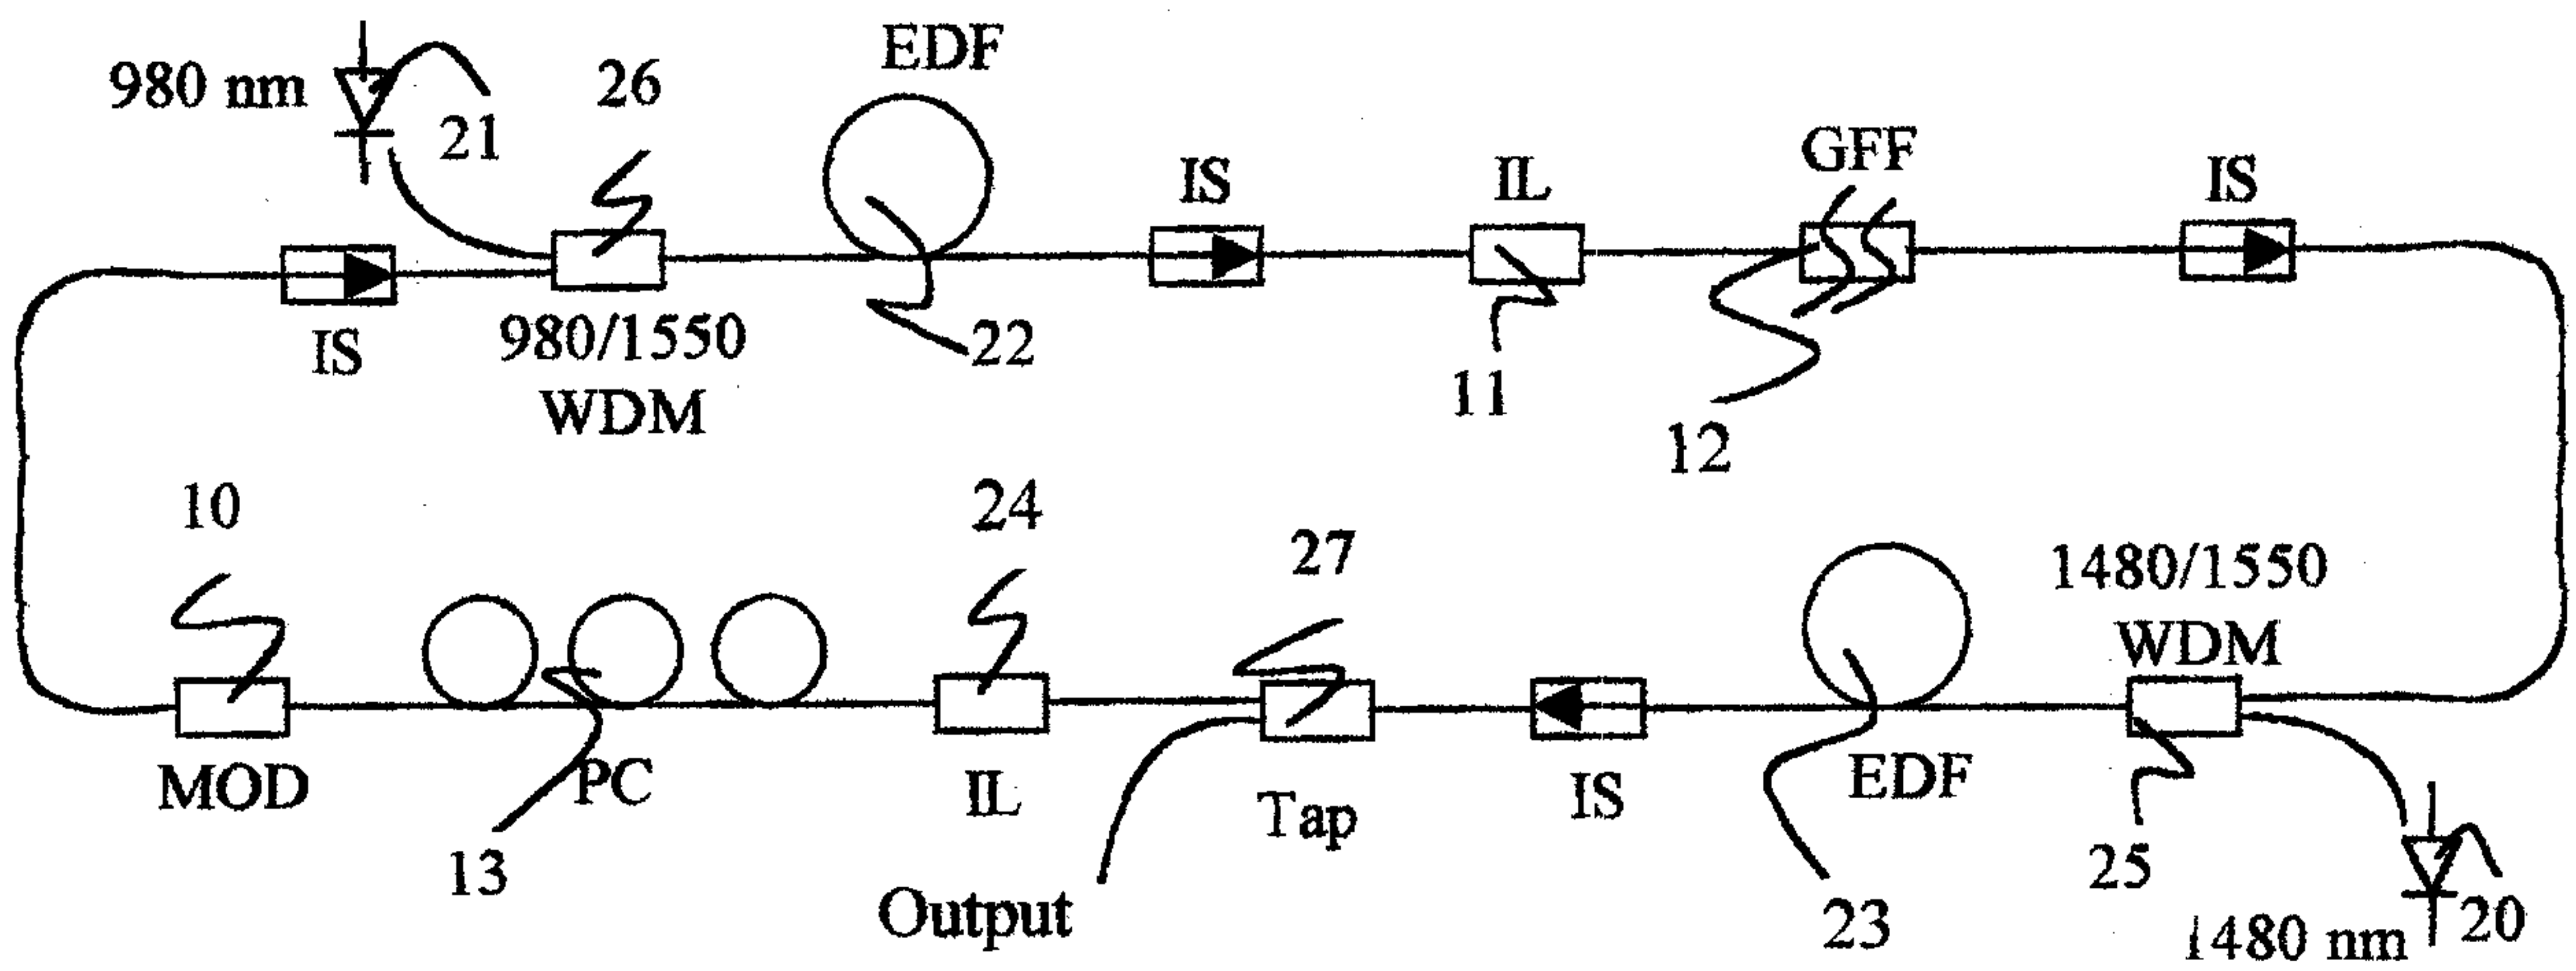 EDF
980 nm
26
21
GFF
IS
IL
IS
IS
980/1550
WDM
22
11
12
10
24
27
1480/1550
WDM
MOD
PC
IL
Tap
IS
EDF
13
25
Output
23
20
1480 nm